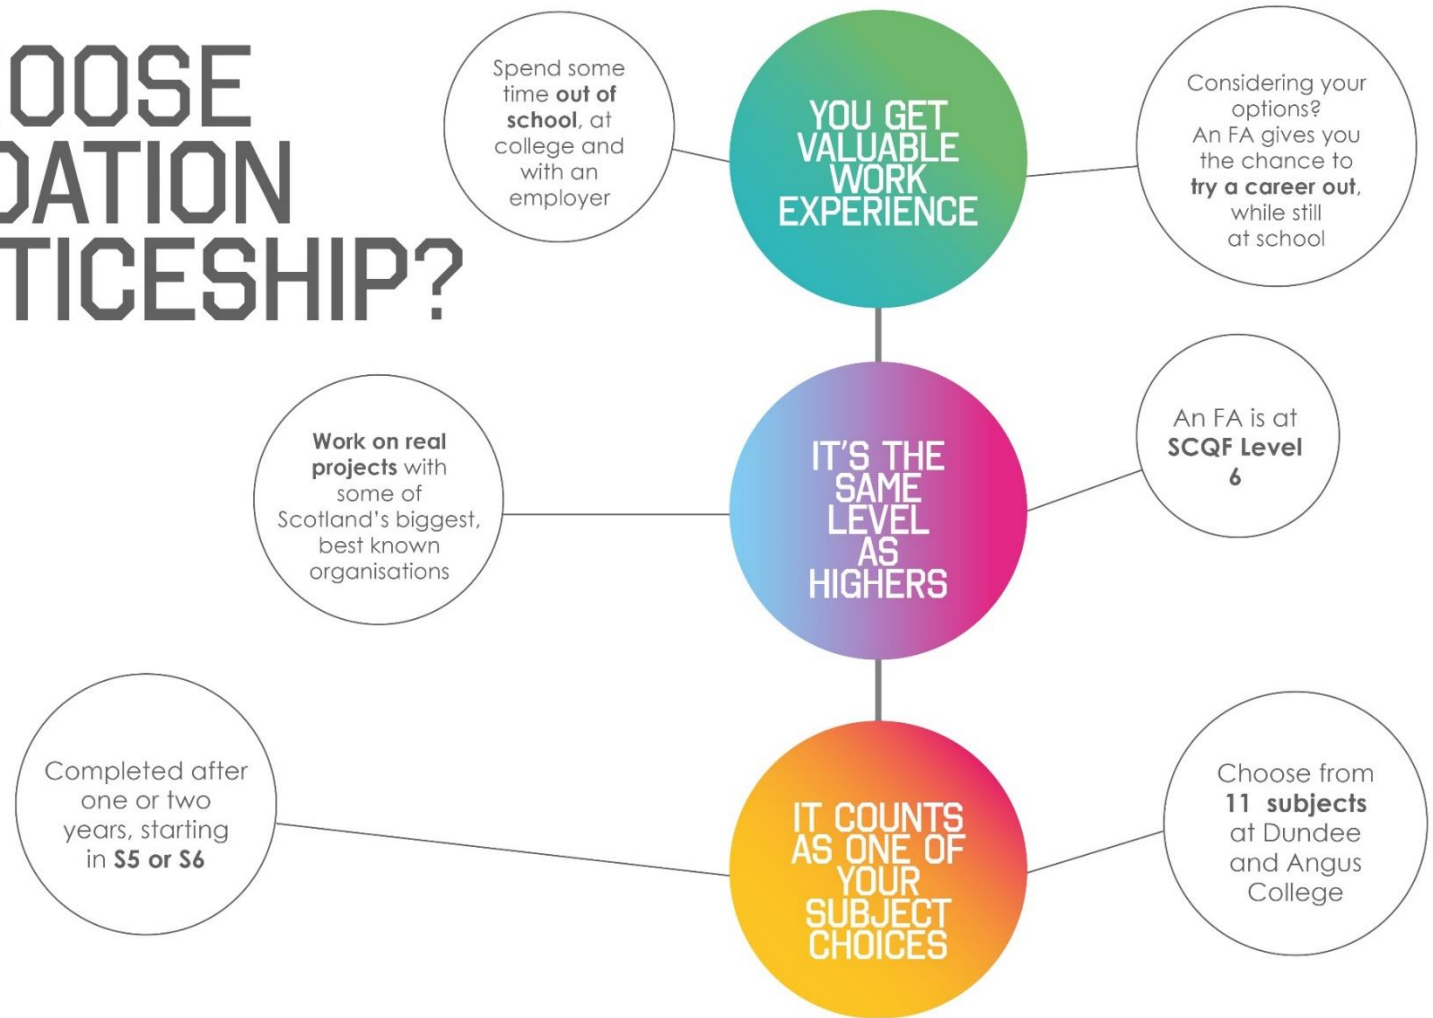 OOSE
DATION
TICESHIP?
Spend some
time out of
school, at
college and
with an
employer
YOU GET
VALUABLE
WORK
EXPERIENCE
Considering your
options?
An FA gives you
the chance to
try a career out,
while still
at school
Work on real
projects with
some of
Scotland's biggest,
best known
organisations
IT'S THE
SAME
LEVEL
AS
HIGHERS
An FA is at
SCQF Level
6
Completed after
one or two
years, starting
in S5 or S6
IT COUNTS
AS ONE OF
YOUR
SUBJECT
CHOICES
Choose from
11 subjects
at Dundee
and Angus
College